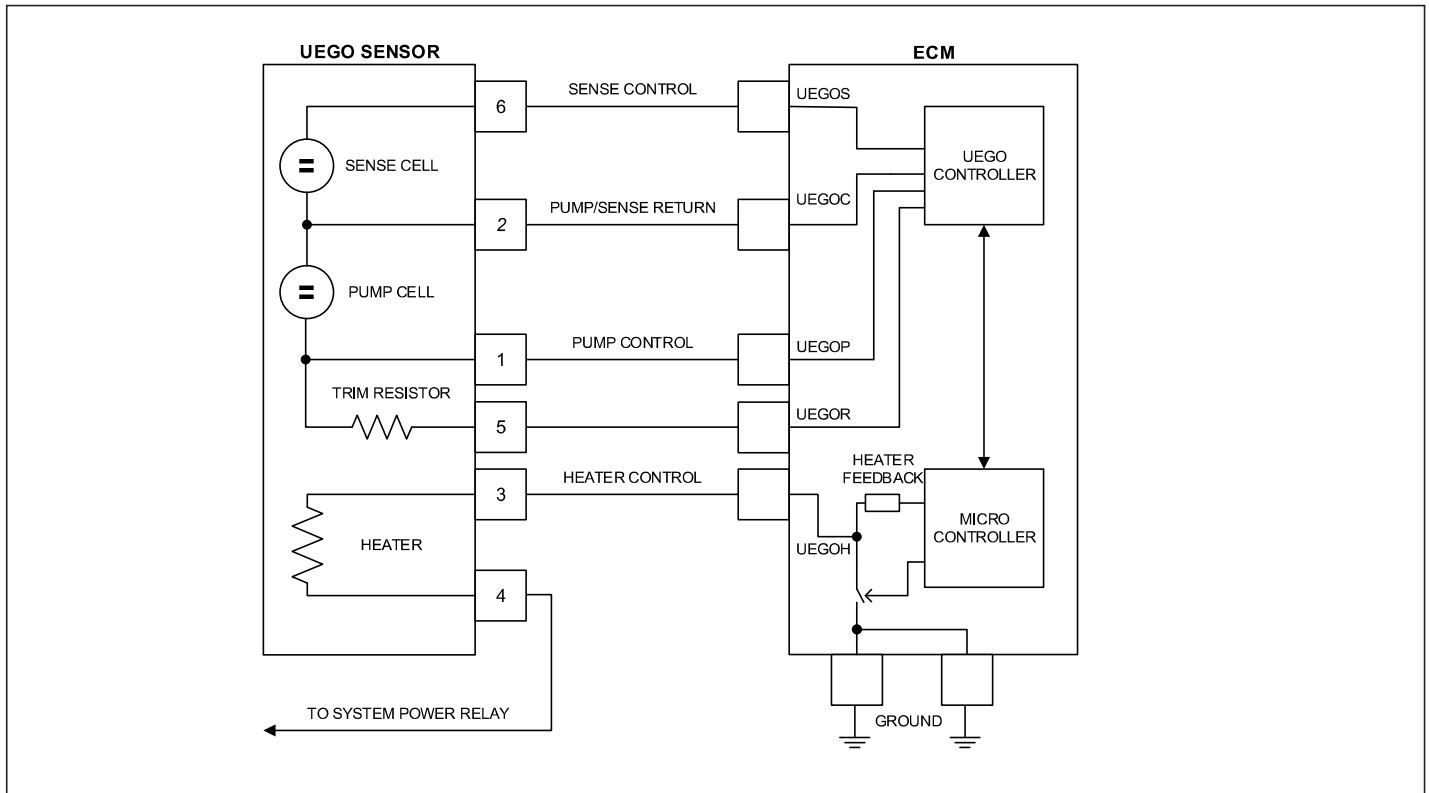 UEGO SENSOR
ECM
6
SENSE CONTROL
UEGOS
SENSE CELL
UEGO
CONTROLLER
2
PUMP/SENSE RETURN
UEGOC
PUMP CELL
1
PUMP CONTROL
UEGOP
TRIM RESISTOR
5
UEGOR
3
HEATER CONTROL
HEATER
FEEDBACK
HEATER
UEGOH
MICRO
CONTROLLER
4
TO SYSTEM POWER RELAY
GROUND